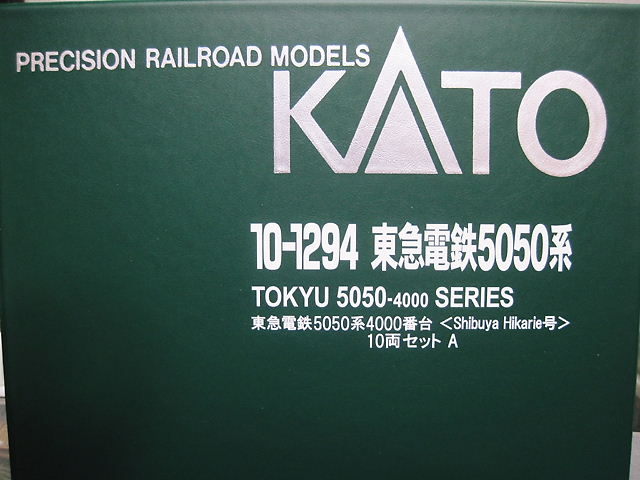 PRECISION RAILROAD MODELS
KATO
10-1294 東急電鉄5050系
TOKYU 5050-4000 SERIES
東急電鉄5050系4000番台 <Shibuya Hikarie号>
10両セット A